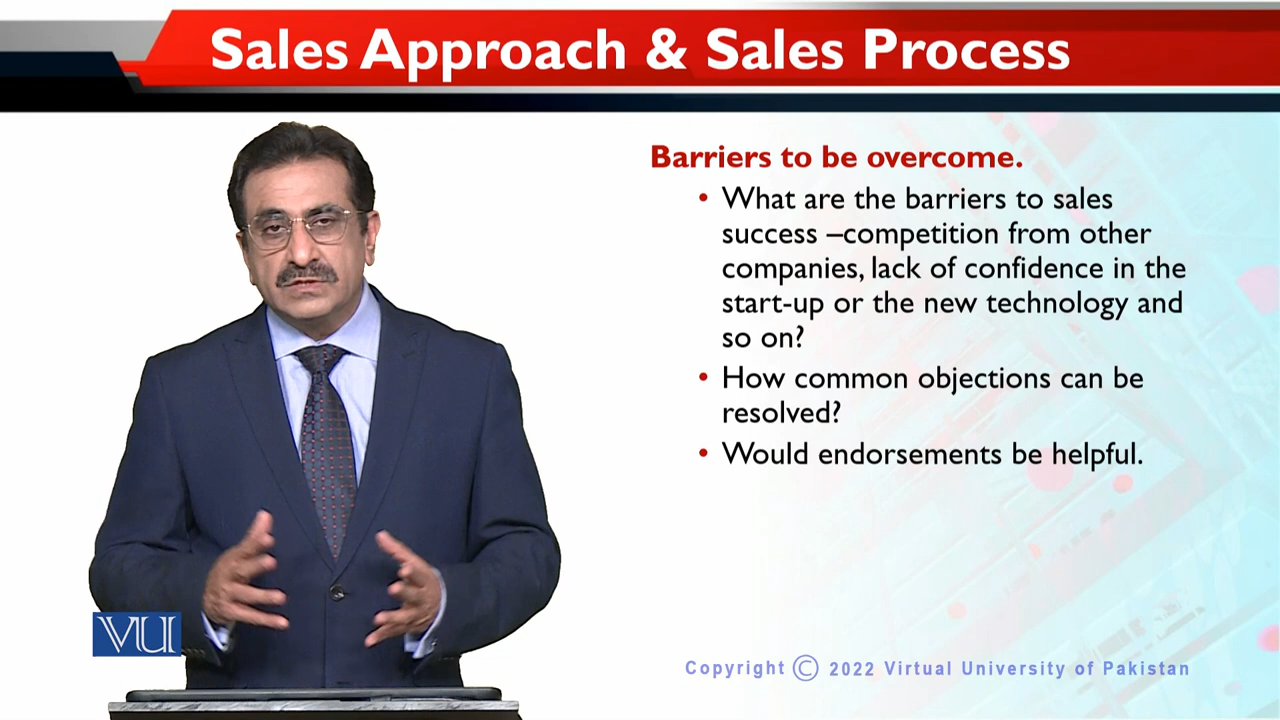 Sales Approach & Sales Process
Barriers to be overcome.
• What are the barriers to sales
success –competition from other
companies, lack of confidence in the
start-up or the new technology and
so on?
• How common objections can be
resolved?
• Would endorsements be helpful.
VU
Copyright © 2022 Virtual University of Pakistan